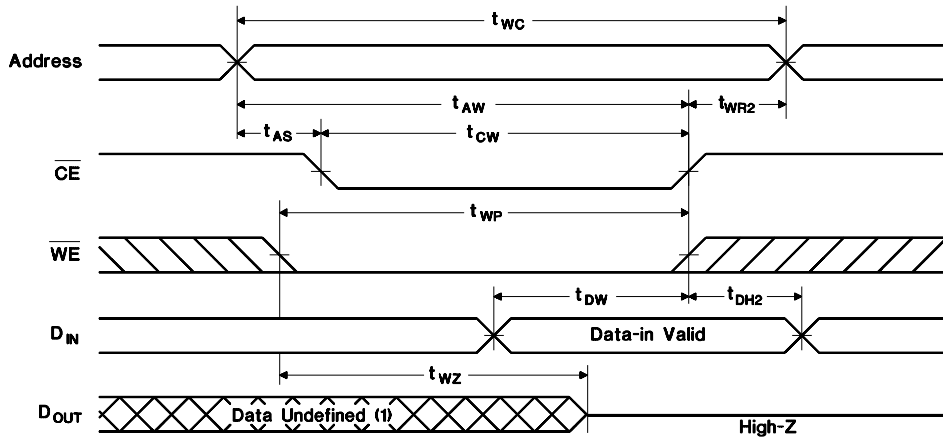 t WC
Address
t AW
t WR2
t AS
t CW
CE
t WP
WE
t DW
t DH2
D IN
Data-in Valid
t WZ
D OUT
Data Undefined (1)
High-Z